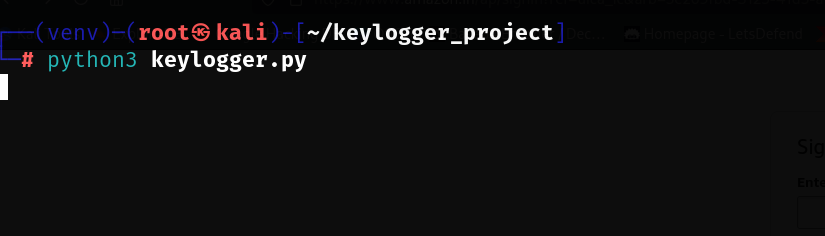 (venv)-(root㉿kali)-[~/keylogger_project]
# python3 keylogger.py
Homepage - LetsDefend